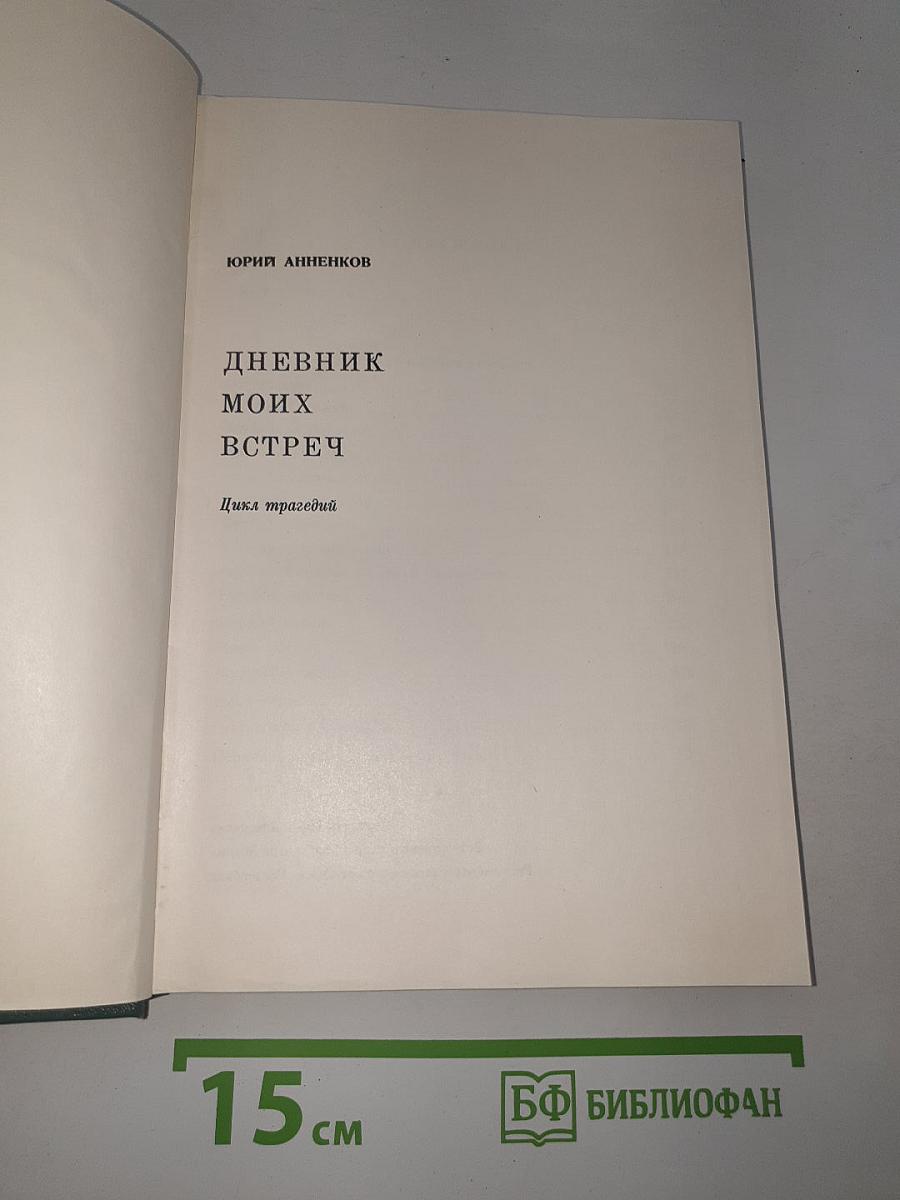 ЮРИЙ АННЕНКОВ
ДНЕВНИК
МОИХ
ВСТРЕЧ
Цикл трагедий
15 см
БФ БИБЛИОФАН